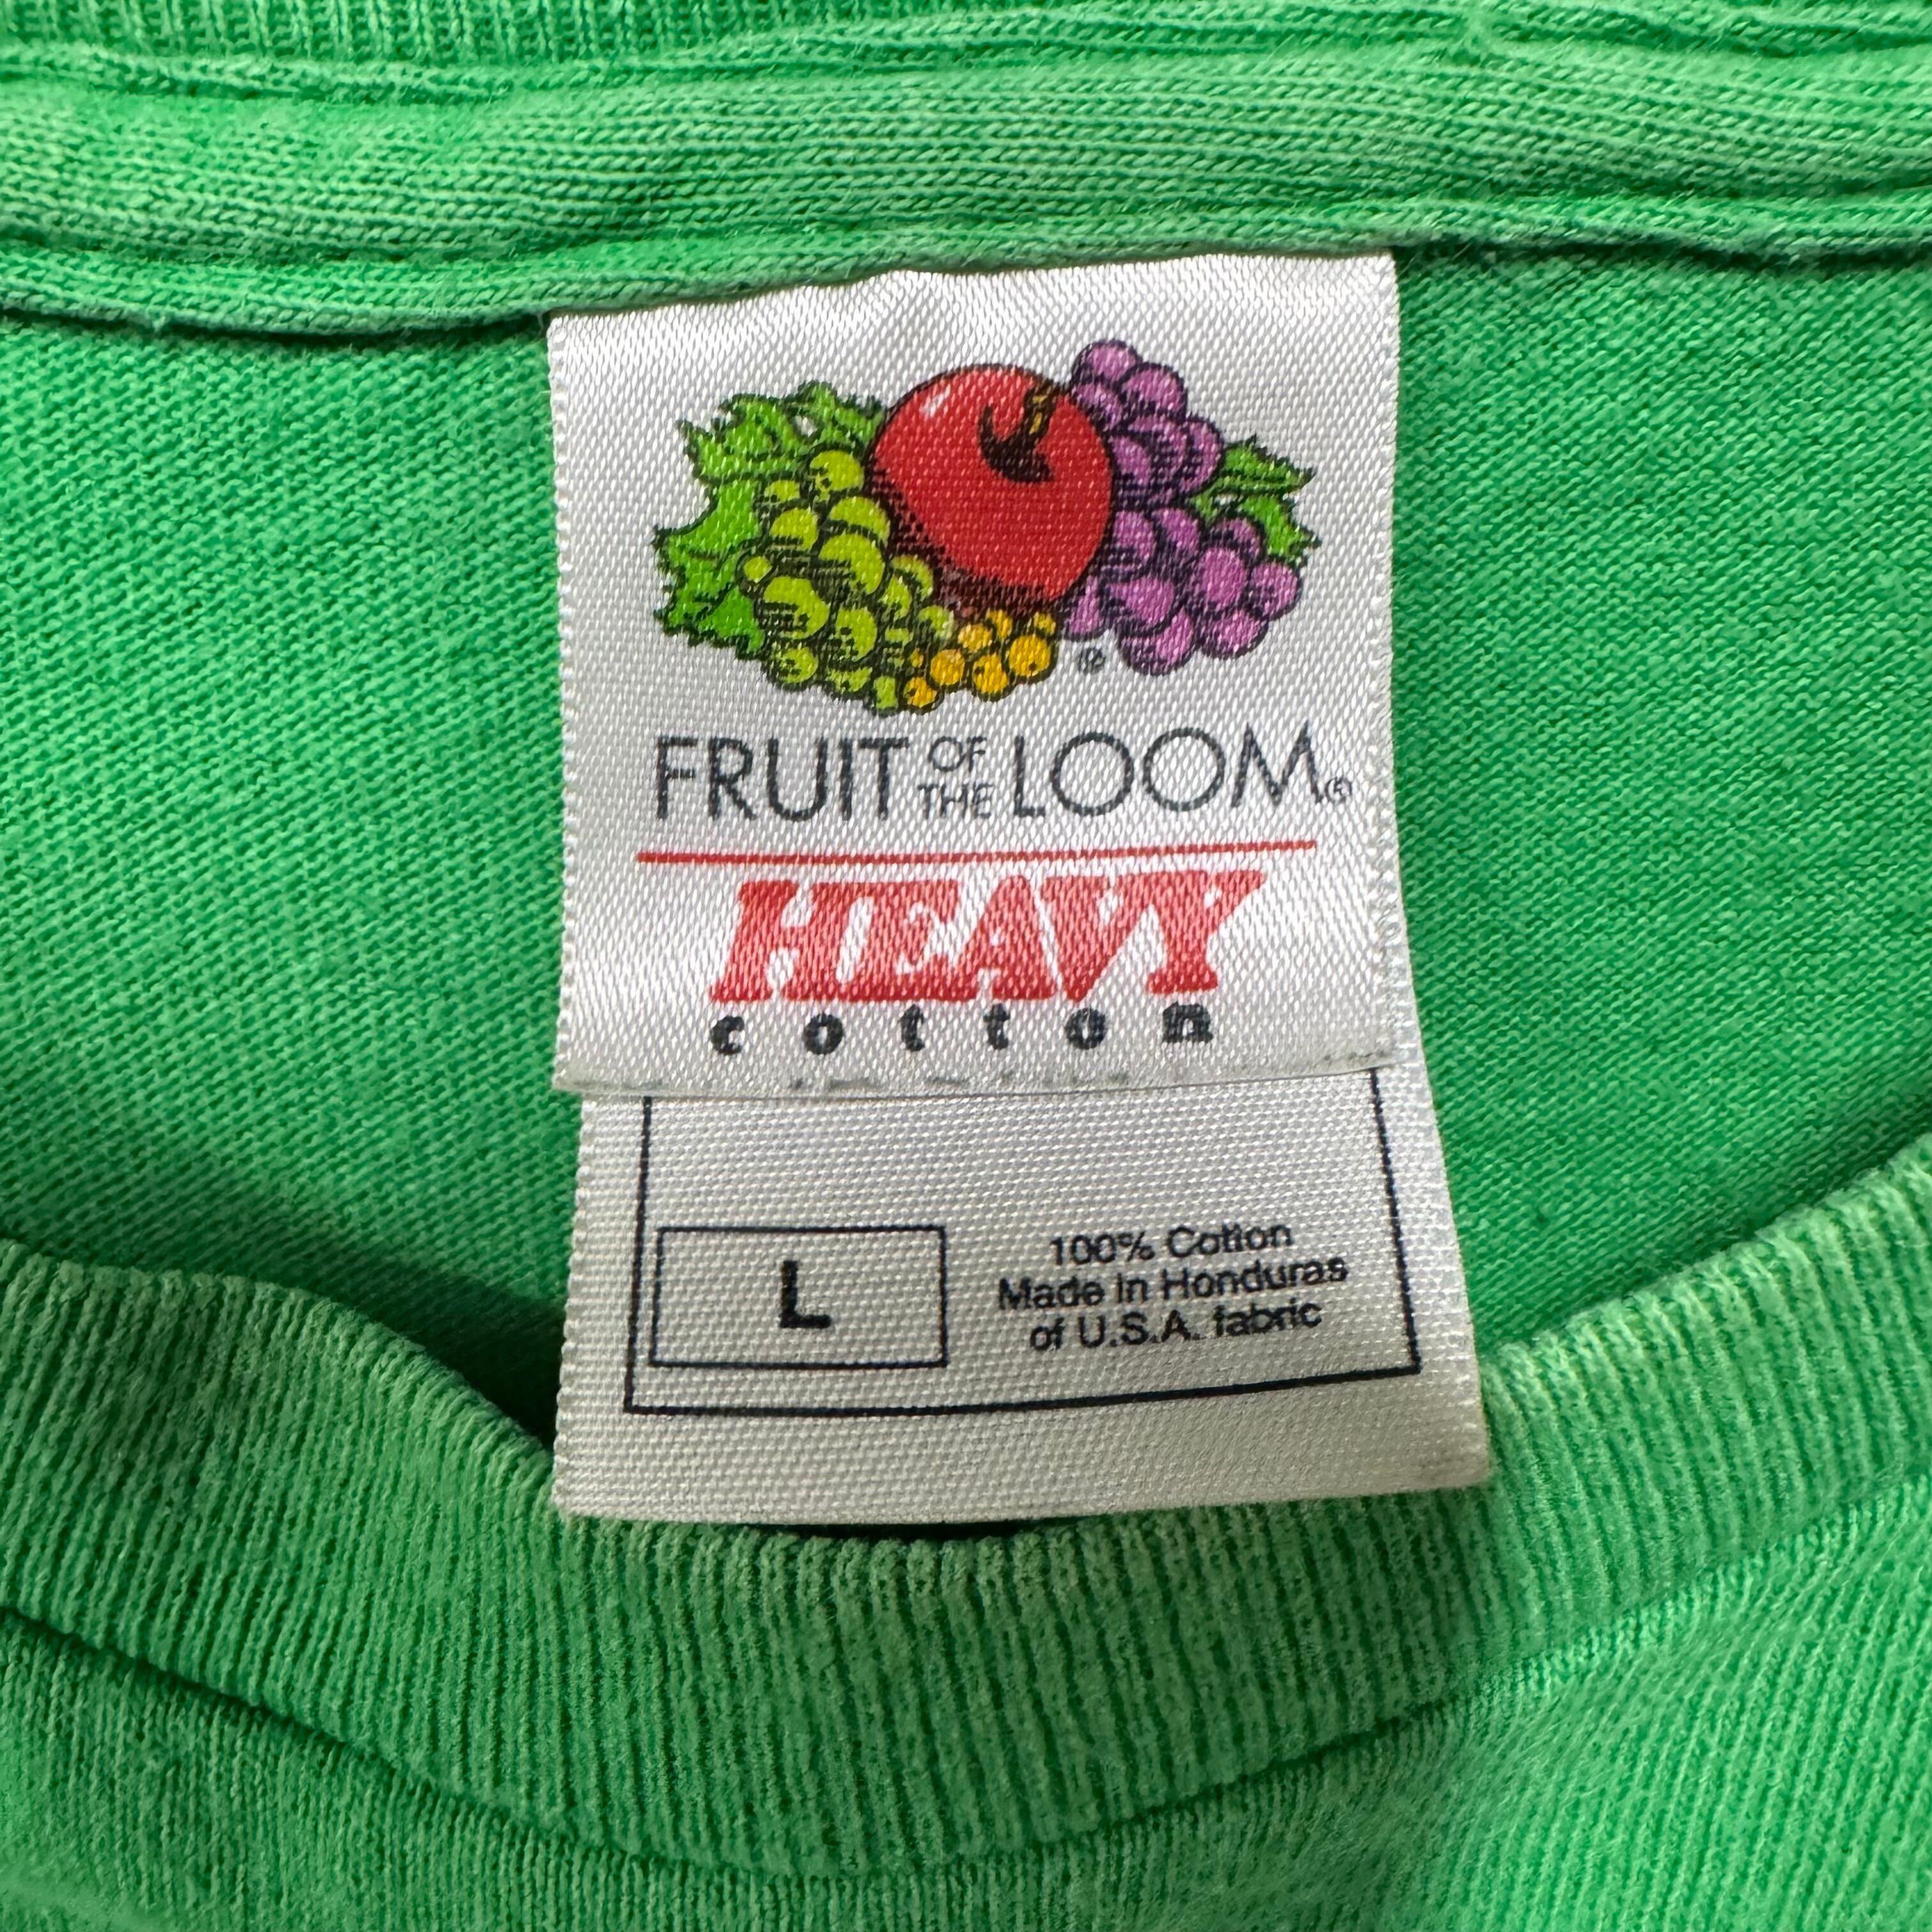 ®
FRUIT OF THE LOOM®
HEAVY
cotton
L
100% Cotton
Made in Honduras
of U.S.A. fabric